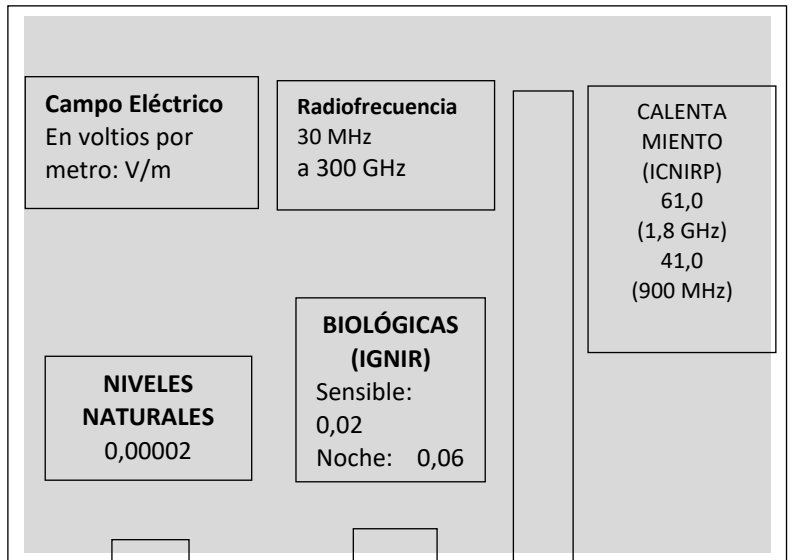 Campo Eléctrico
En voltios por
metro: V/m
Radiofrecuencia
30 MHz
a 300 GHz
CALENTA
MIENTO
(ICNIRP)
61,0
(1,8 GHz)
41,0
(900 MHz)
BIOLÓGICAS
(IGNIR)
Sensible:
0,02
Noche: 0,06
NIVELES
NATURALES
0,00002